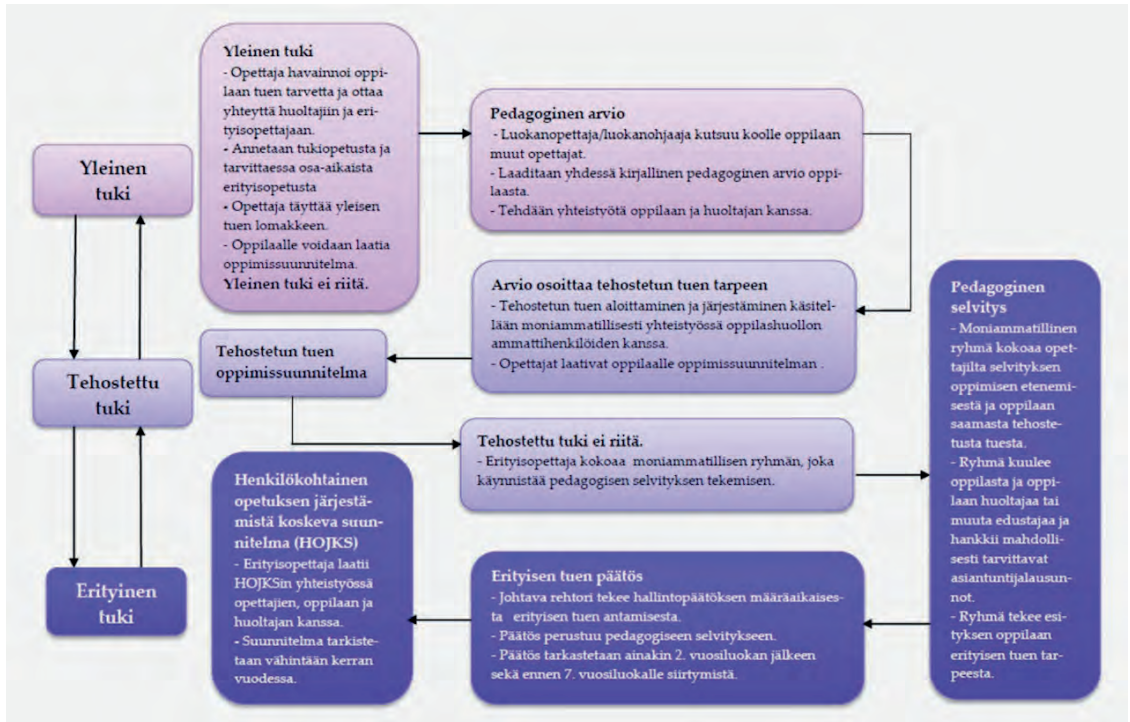 Yleinen
tuki
Tehostettu
tuki
Erityinen
tuki
Yleinen tuki
- Opettaja havainnoi oppi-
laan tuen tarvetta ja ottaa
yhteyttä huoltajiin ja eri-
tyisopettajaan.
- Annetaan tukiopetusta ja
tarvittaessa osa-aikaista
erityisopetusta
- Opettaja täyttää yleisen
tuen lomakkeen.
- Oppilaalle voidaan laatia
oppimissuunnitelma.
Yleinen tuki ei riitä.
Pedagoginen arvio
- Luokanopettaja/luokanohjaaja kutsuu koolle oppilaan
muut opettajat.
- Laaditaan yhdessä kirjallinen pedagoginen arvio oppi-
laasta.
- Tehdään yhteistyötä oppilaan ja huoltajan kanssa.
Arvio osoittaa tehostetun tuen tarpeen
- Tehostetun tuen aloittaminen ja järjestäminen käsitel-
lään moniammatillisesti yhteistyössä oppilashuollon
ammattihenkilöiden kanssa.
- Opettajat laativat oppilaalle oppimissuunnitelman .
Tehostetun tuen
oppimissuunnitelma
Tehostettu tuki ei riitä.
- Erityisopettaja kokoaa moniammatillisen ryhmän, joka
käynnistää pedagogisen selvityksen tekemisen.
Pedagoginen
selvitys
- Moniammatillinen
ryhmä kokoaa opet-
tajilta selvityksen
oppimisen etenemi-
sestä ja oppilaan
saamasta tehoste-
tusta tuesta.
- Ryhmä kuulee
oppilasta ja oppi-
laan huoltajaa tai
muuta edustajaa ja
hankkii mahdolli-
sesti tarvittavat
asiantuntijalausun-
not.
- Ryhmä tekee esi-
tyksen oppilaan
erityisen tuen tar-
peesta.
Erityisen tuen päätös
- Johtava rehtori tekee hallintopäätöksen määräaikaises-
ta erityisen tuen antamisesta.
- Päätös perustuu pedagogiseen selvitykseen.
- Päätös tarkastetaan ainakin 2. vuosiluokan jälkeen
sekä ennen 7. vuosiluokalle siirtymistä.
Henkilökohtainen
opetuksen järjestä-
mistä koskeva suun-
nitelma (HOJKS)
- Erityisopettaja laatii
HOJKSin yhteistyössä
opettajien, oppilaan ja
huoltajan kanssa.
- Suunnitelma tarkiste-
taan vähintään kerran
vuodessa.